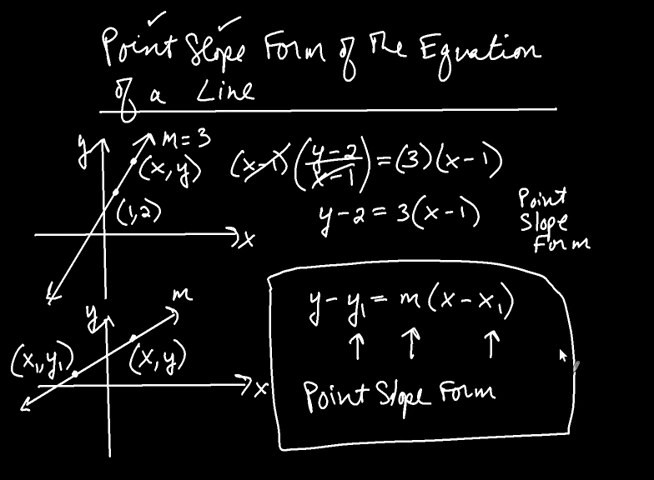 Point Slope Form of The Equation
of a Line
y
m=3
(x,y)
(1,2)
x
(x-1)(y-2/x-1)=(3)(x-1)
y-2=3(x-1)
Point
Slope
Form
y
m
(x₁,y₁)
(x,y)
x
y-y₁=m(x-x₁)
↑ ↑ ↑
Point Slope Form